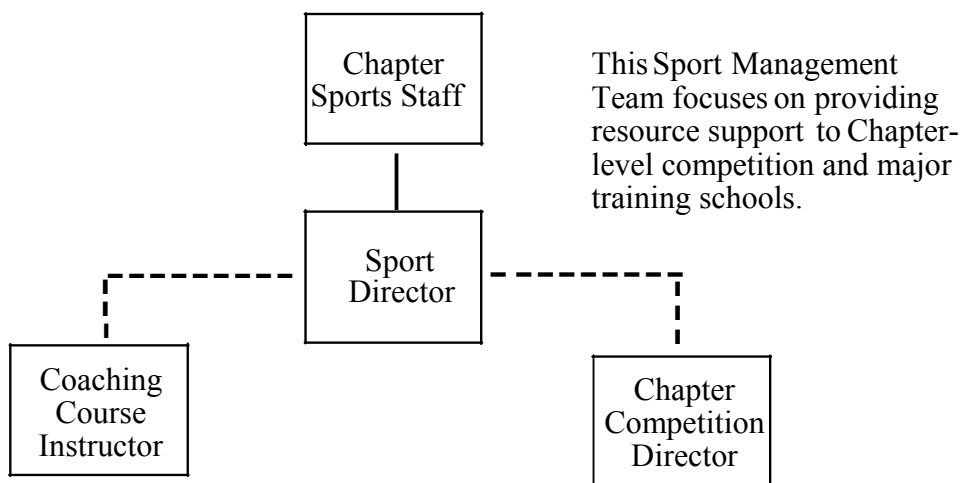 Chapter
Sports Staff
This Sport Management
Team focuses on providing
resource support to Chapter-
level competition and major
training schools.
Sport
Director
Coaching
Course
Instructor
Chapter
Competition
Director